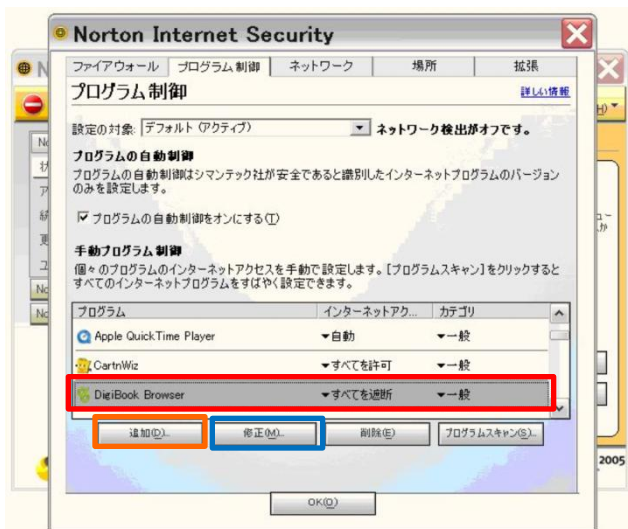 Norton Internet Security
ファイアウォール プログラム制御 ネットワーク 場所 拡張
プログラム制御 詳しい情報
設定の対象: デフォルト (アクティブ) ネットワーク検出がオフです。
プログラムの自動制御
プログラムの自動制御はシマンテック社が安全であると識別したインターネットプログラムのバージョン
のみを設定します。
プログラムの自動制御をオンにする(T)
手動プログラム制御
個々のプログラムのインターネットアクセスを手動で設定します。[プログラムスキャン]をクリックすると
すべてのインターネットプログラムをすばやく設定できます。
プログラム インターネットアク... カテゴリ
Apple QuickTime Player 自動 一般
CartnWiz すべてを許可 一般
DigiBook Browser すべてを遮断 一般
追加(D)... 修正(M)... 削除(E) プログラムスキャン(S)...
2005
OK(O)